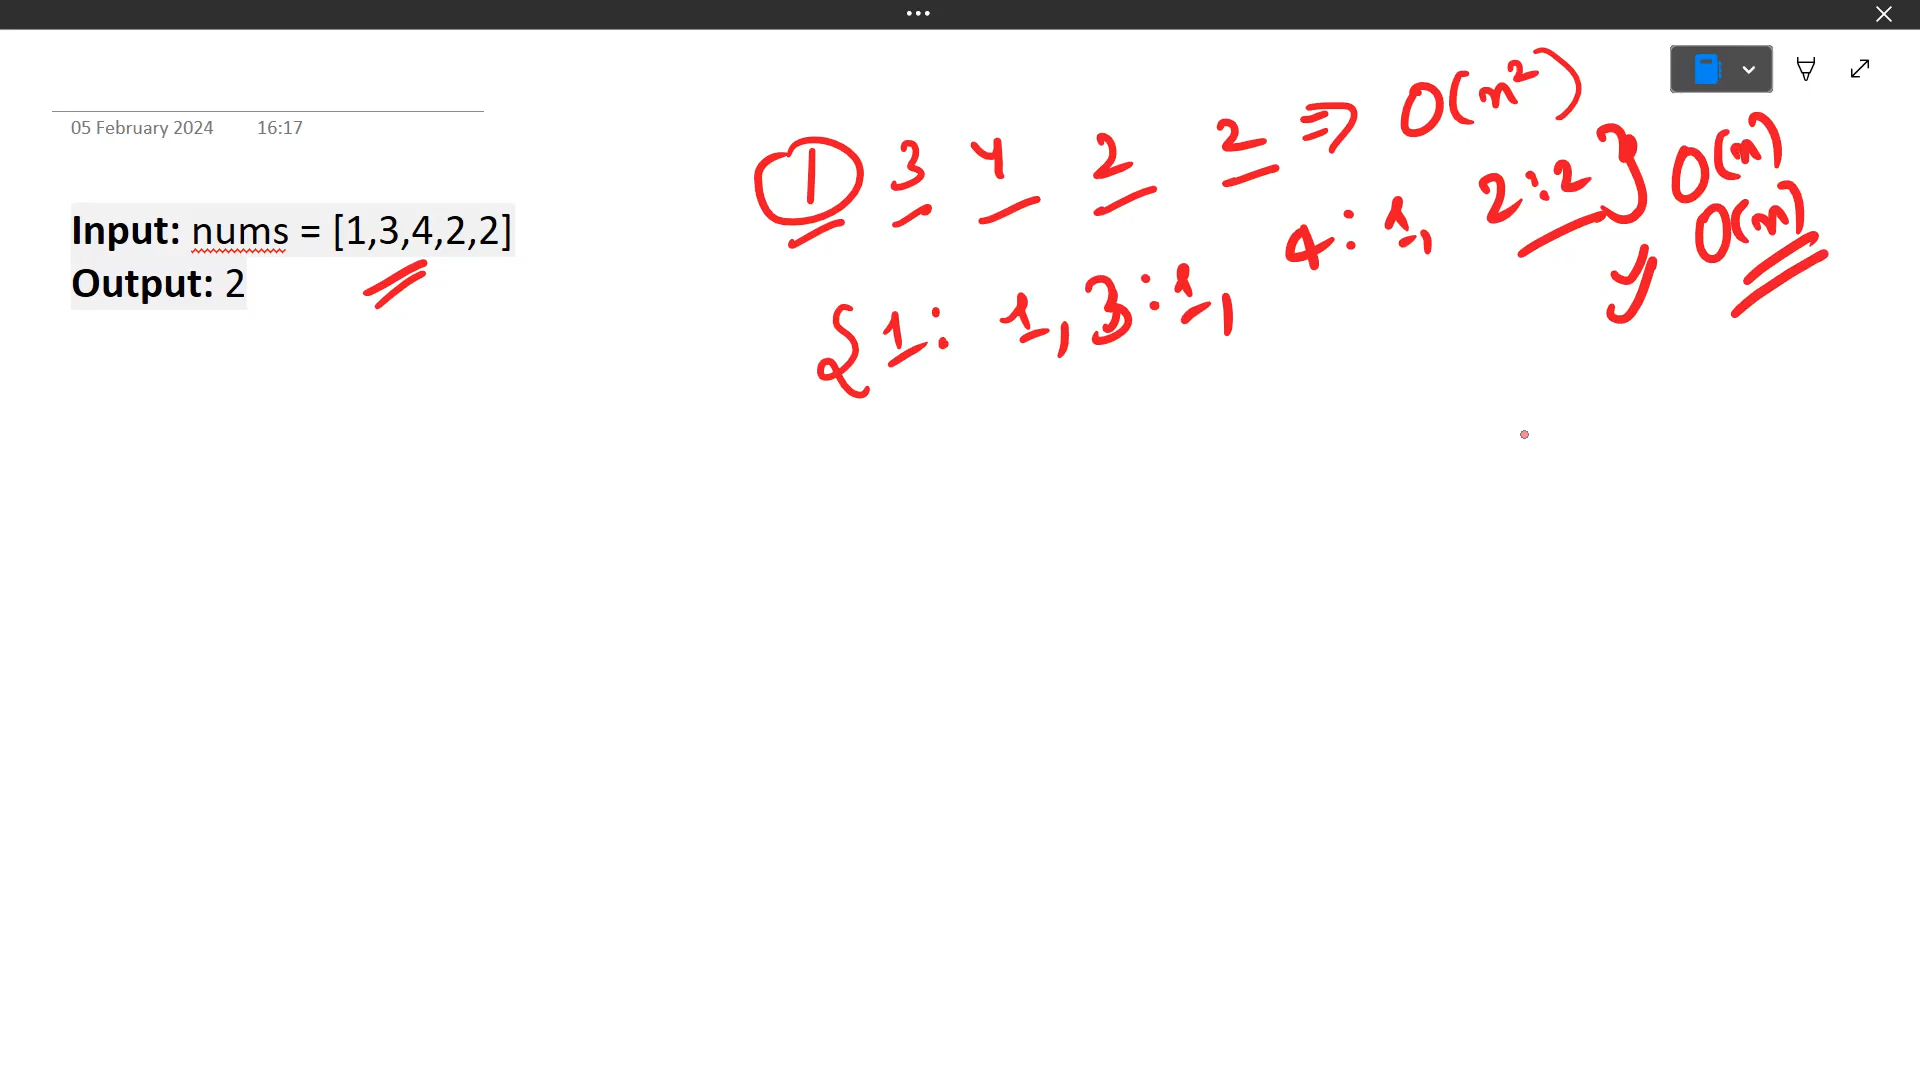 05 February 2024 16:17
Input: nums = [1,3,4,2,2]
Output: 2
1 3 4 2 2 ⇒ O(n²)
{1: 1, 3:1, 4:1, 2:2} O(n)
y O(n)